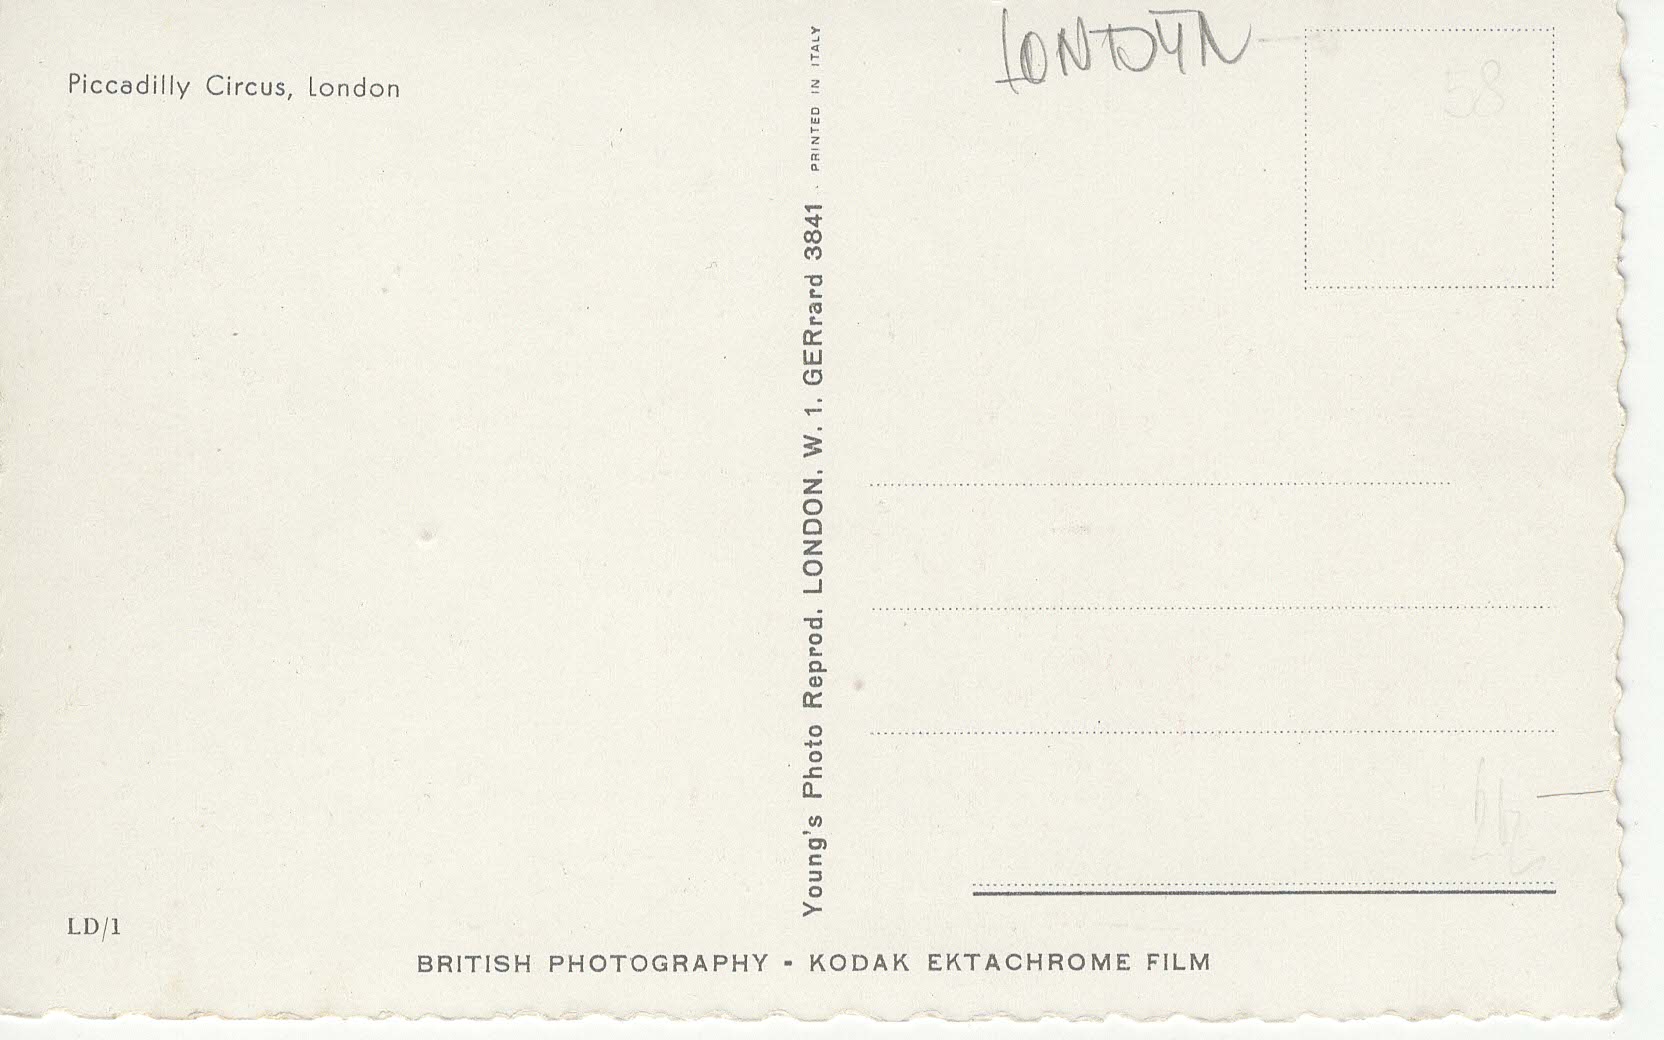 Piccadilly Circus, London
LONDYN
58
Young's Photo Reprod. LONDON. W. 1. GERrard 3841 · PRINTED IN ITALY
LD/1
BRITISH PHOTOGRAPHY - KODAK EKTACHROME FILM